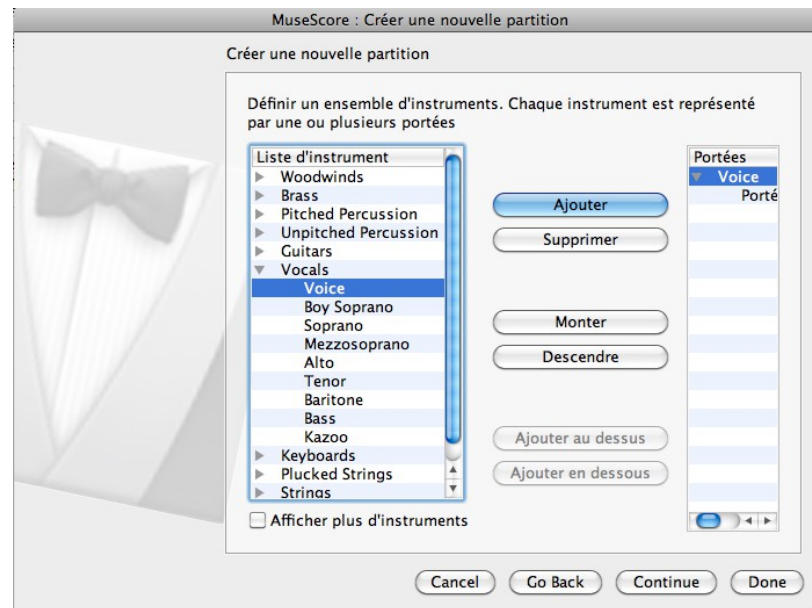 MuseScore : Créer une nouvelle partition
Créer une nouvelle partition
Définir un ensemble d'instruments. Chaque instrument est représenté
par une ou plusieurs portées
Liste d'instrument
Woodwinds
Brass
Pitched Percussion
Unpitched Percussion
Guitars
Vocals
Voice
Boy Soprano
Soprano
Mezzosoprano
Alto
Tenor
Baritone
Bass
Kazoo
Keyboards
Plucked Strings
Strings
Afficher plus d'instruments
Ajouter
Supprimer
Monter
Descendre
Ajouter au dessus
Ajouter en dessous
Portées
Voice
Porté
Cancel
Go Back
Continue
Done